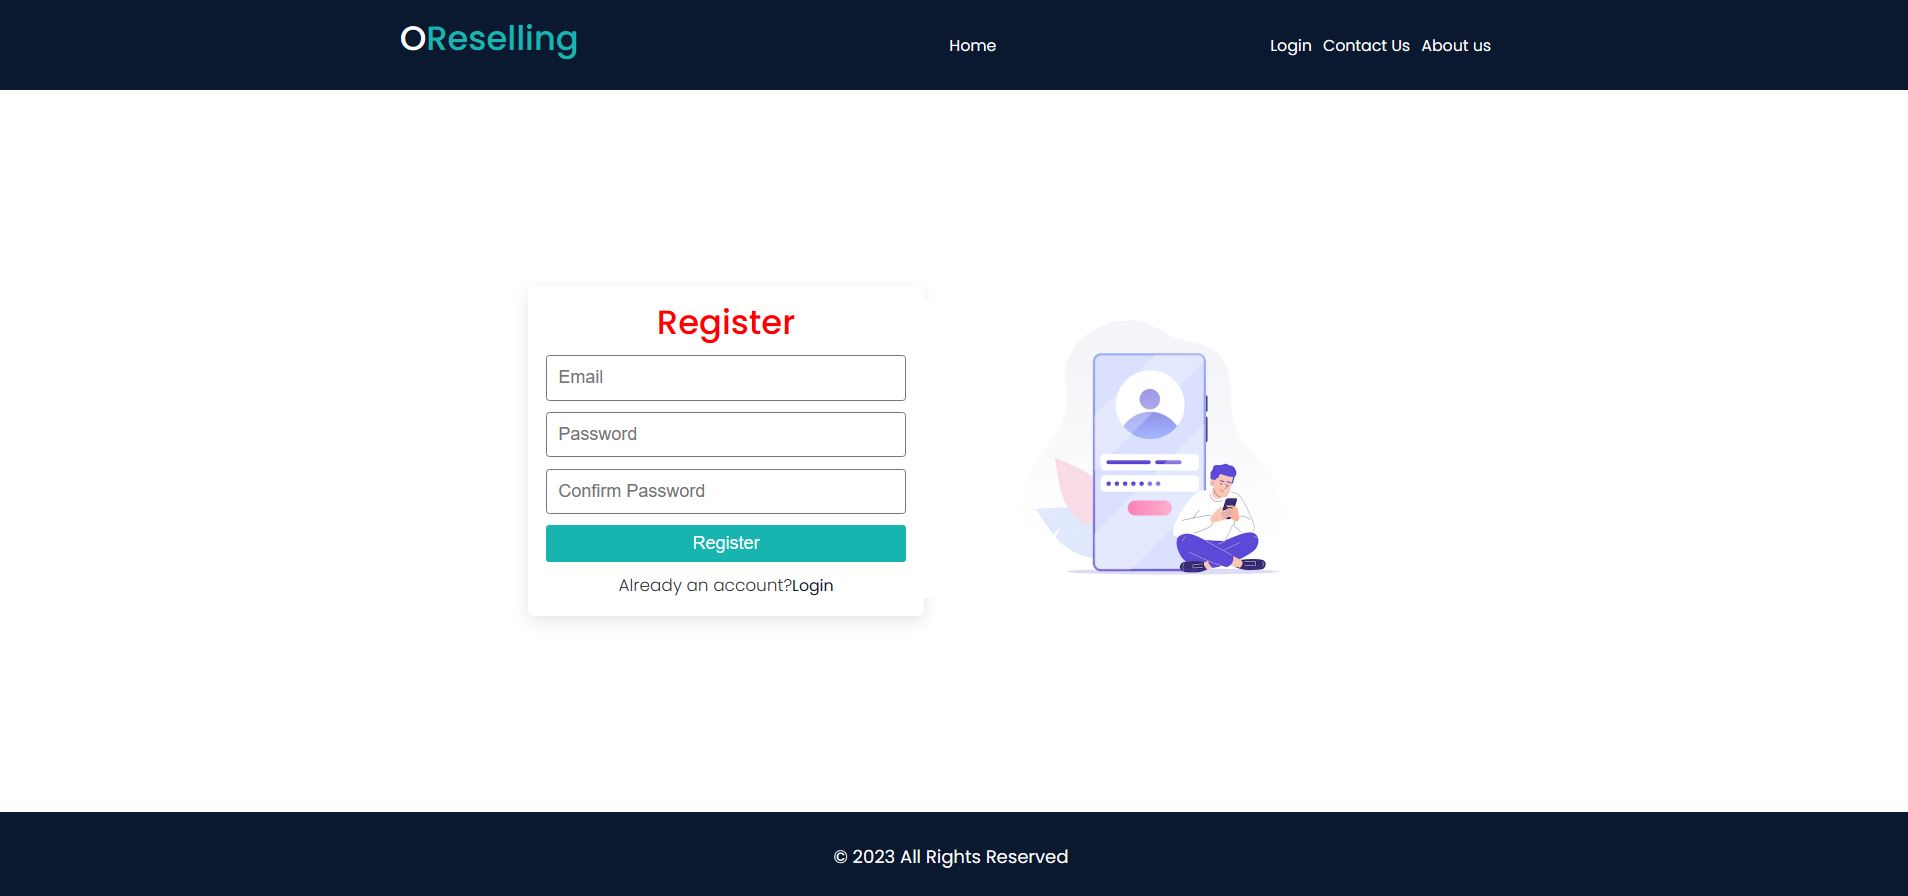 OReselling
Home
Login Contact Us About us
Register
Email
Password
Confirm Password
Register
Already an account?Login
© 2023 All Rights Reserved